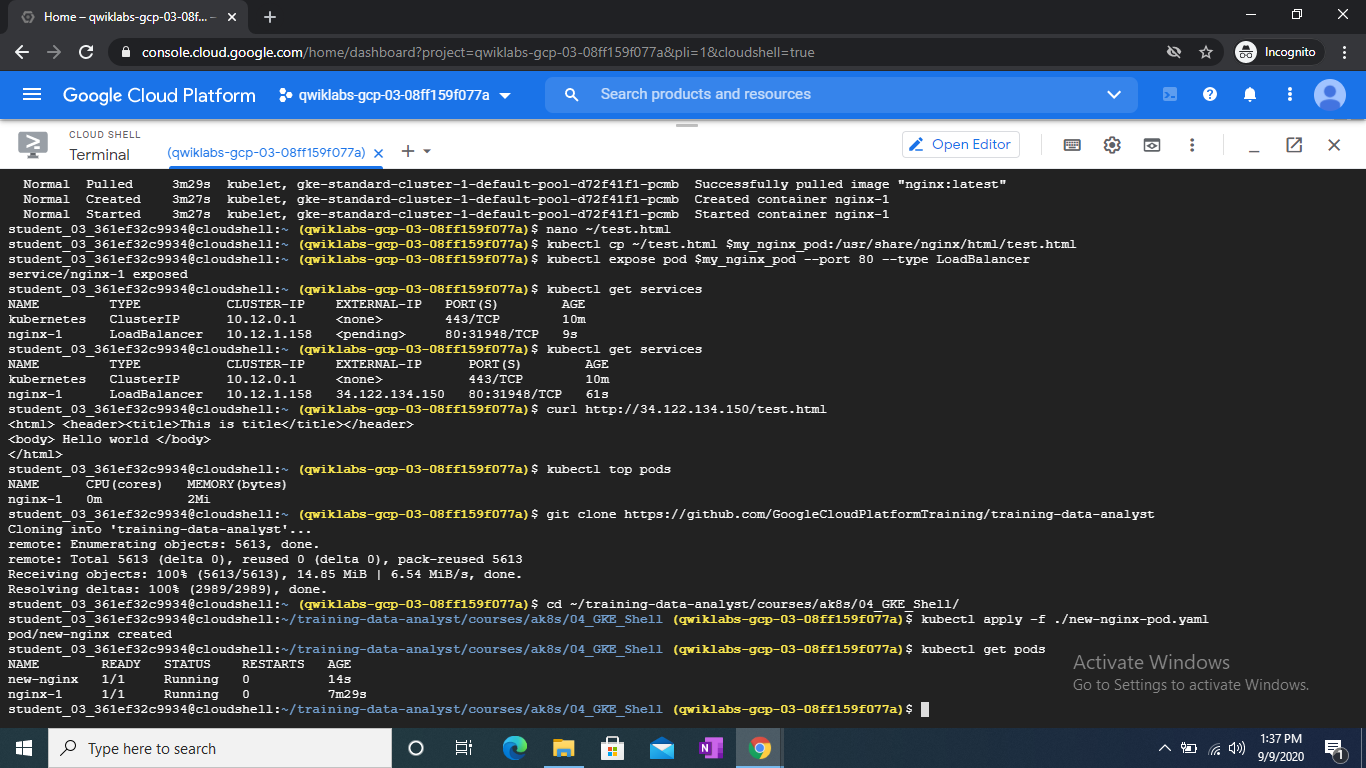 Home – qwiklabs-gcp-03-08f... –
console.cloud.google.com/home/dashboard?project=qwiklabs-gcp-03-08ff159f077a&pli=1&cloudshell=true
Incognito
Google Cloud Platform
qwiklabs-gcp-03-08ff159f077a
Search products and resources
CLOUD SHELL
Terminal
(qwiklabs-gcp-03-08ff159f077a)
Open Editor
Normal  Pulled     3m29s  kubelet, gke-standard-cluster-1-default-pool-d72f41f1-pcmb  Successfully pulled image "nginx:latest"
Normal  Created    3m27s  kubelet, gke-standard-cluster-1-default-pool-d72f41f1-pcmb  Created container nginx-1
Normal  Started    3m27s  kubelet, gke-standard-cluster-1-default-pool-d72f41f1-pcmb  Started container nginx-1
student_03_361ef32c9934@cloudshell:~ (qwiklabs-gcp-03-08ff159f077a)$ nano ~/test.html
student_03_361ef32c9934@cloudshell:~ (qwiklabs-gcp-03-08ff159f077a)$ kubectl cp ~/test.html $my_nginx_pod:/usr/share/nginx/html/test.html
student_03_361ef32c9934@cloudshell:~ (qwiklabs-gcp-03-08ff159f077a)$ kubectl expose pod $my_nginx_pod --port 80 --type LoadBalancer
service/nginx-1 exposed
student_03_361ef32c9934@cloudshell:~ (qwiklabs-gcp-03-08ff159f077a)$ kubectl get services
NAME         TYPE           CLUSTER-IP    EXTERNAL-IP   PORT(S)        AGE
kubernetes   ClusterIP      10.12.0.1     <none>        443/TCP        10m
nginx-1      LoadBalancer   10.12.1.158   <pending>     80:31948/TCP   9s
student_03_361ef32c9934@cloudshell:~ (qwiklabs-gcp-03-08ff159f077a)$ kubectl get services
NAME         TYPE           CLUSTER-IP    EXTERNAL-IP      PORT(S)        AGE
kubernetes   ClusterIP      10.12.0.1     <none>           443/TCP        10m
nginx-1      LoadBalancer   10.12.1.158   34.122.134.150   80:31948/TCP   61s
student_03_361ef32c9934@cloudshell:~ (qwiklabs-gcp-03-08ff159f077a)$ curl http://34.122.134.150/test.html
<html> <header><title>This is title</title></header>
<body> Hello world </body>
</html>
student_03_361ef32c9934@cloudshell:~ (qwiklabs-gcp-03-08ff159f077a)$ kubectl top pods
NAME      CPU(cores)   MEMORY(bytes)
nginx-1   0m           2Mi
student_03_361ef32c9934@cloudshell:~ (qwiklabs-gcp-03-08ff159f077a)$ git clone https://github.com/GoogleCloudPlatformTraining/training-data-analyst
Cloning into 'training-data-analyst'...
remote: Enumerating objects: 5613, done.
remote: Total 5613 (delta 0), reused 0 (delta 0), pack-reused 5613
Receiving objects: 100% (5613/5613), 14.85 MiB | 6.54 MiB/s, done.
Resolving deltas: 100% (2989/2989), done.
student_03_361ef32c9934@cloudshell:~ (qwiklabs-gcp-03-08ff159f077a)$ cd ~/training-data-analyst/courses/ak8s/04_GKE_Shell/
student_03_361ef32c9934@cloudshell:~/training-data-analyst/courses/ak8s/04_GKE_Shell (qwiklabs-gcp-03-08ff159f077a)$ kubectl apply -f ./new-nginx-pod.yaml
pod/new-nginx created
student_03_361ef32c9934@cloudshell:~/training-data-analyst/courses/ak8s/04_GKE_Shell (qwiklabs-gcp-03-08ff159f077a)$ kubectl get pods
NAME        READY   STATUS    RESTARTS   AGE
new-nginx   1/1     Running   0          14s
nginx-1     1/1     Running   0          7m29s
student_03_361ef32c9934@cloudshell:~/training-data-analyst/courses/ak8s/04_GKE_Shell (qwiklabs-gcp-03-08ff159f077a)$
Activate Windows
Go to Settings to activate Windows.
Type here to search
1:37 PM
9/9/2020
1